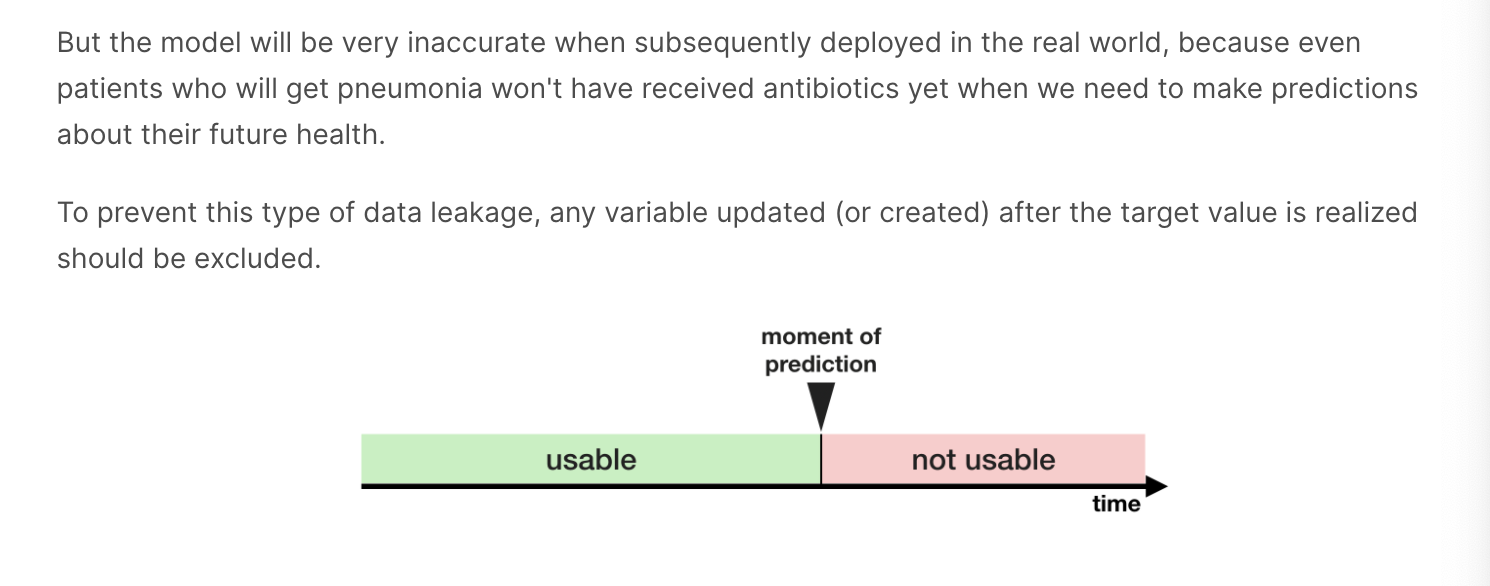 But the model will be very inaccurate when subsequently deployed in the real world, because even
patients who will get pneumonia won't have received antibiotics yet when we need to make predictions
about their future health.
To prevent this type of data leakage, any variable updated (or created) after the target value is realized
should be excluded.
moment of
prediction
usable
not usable
time